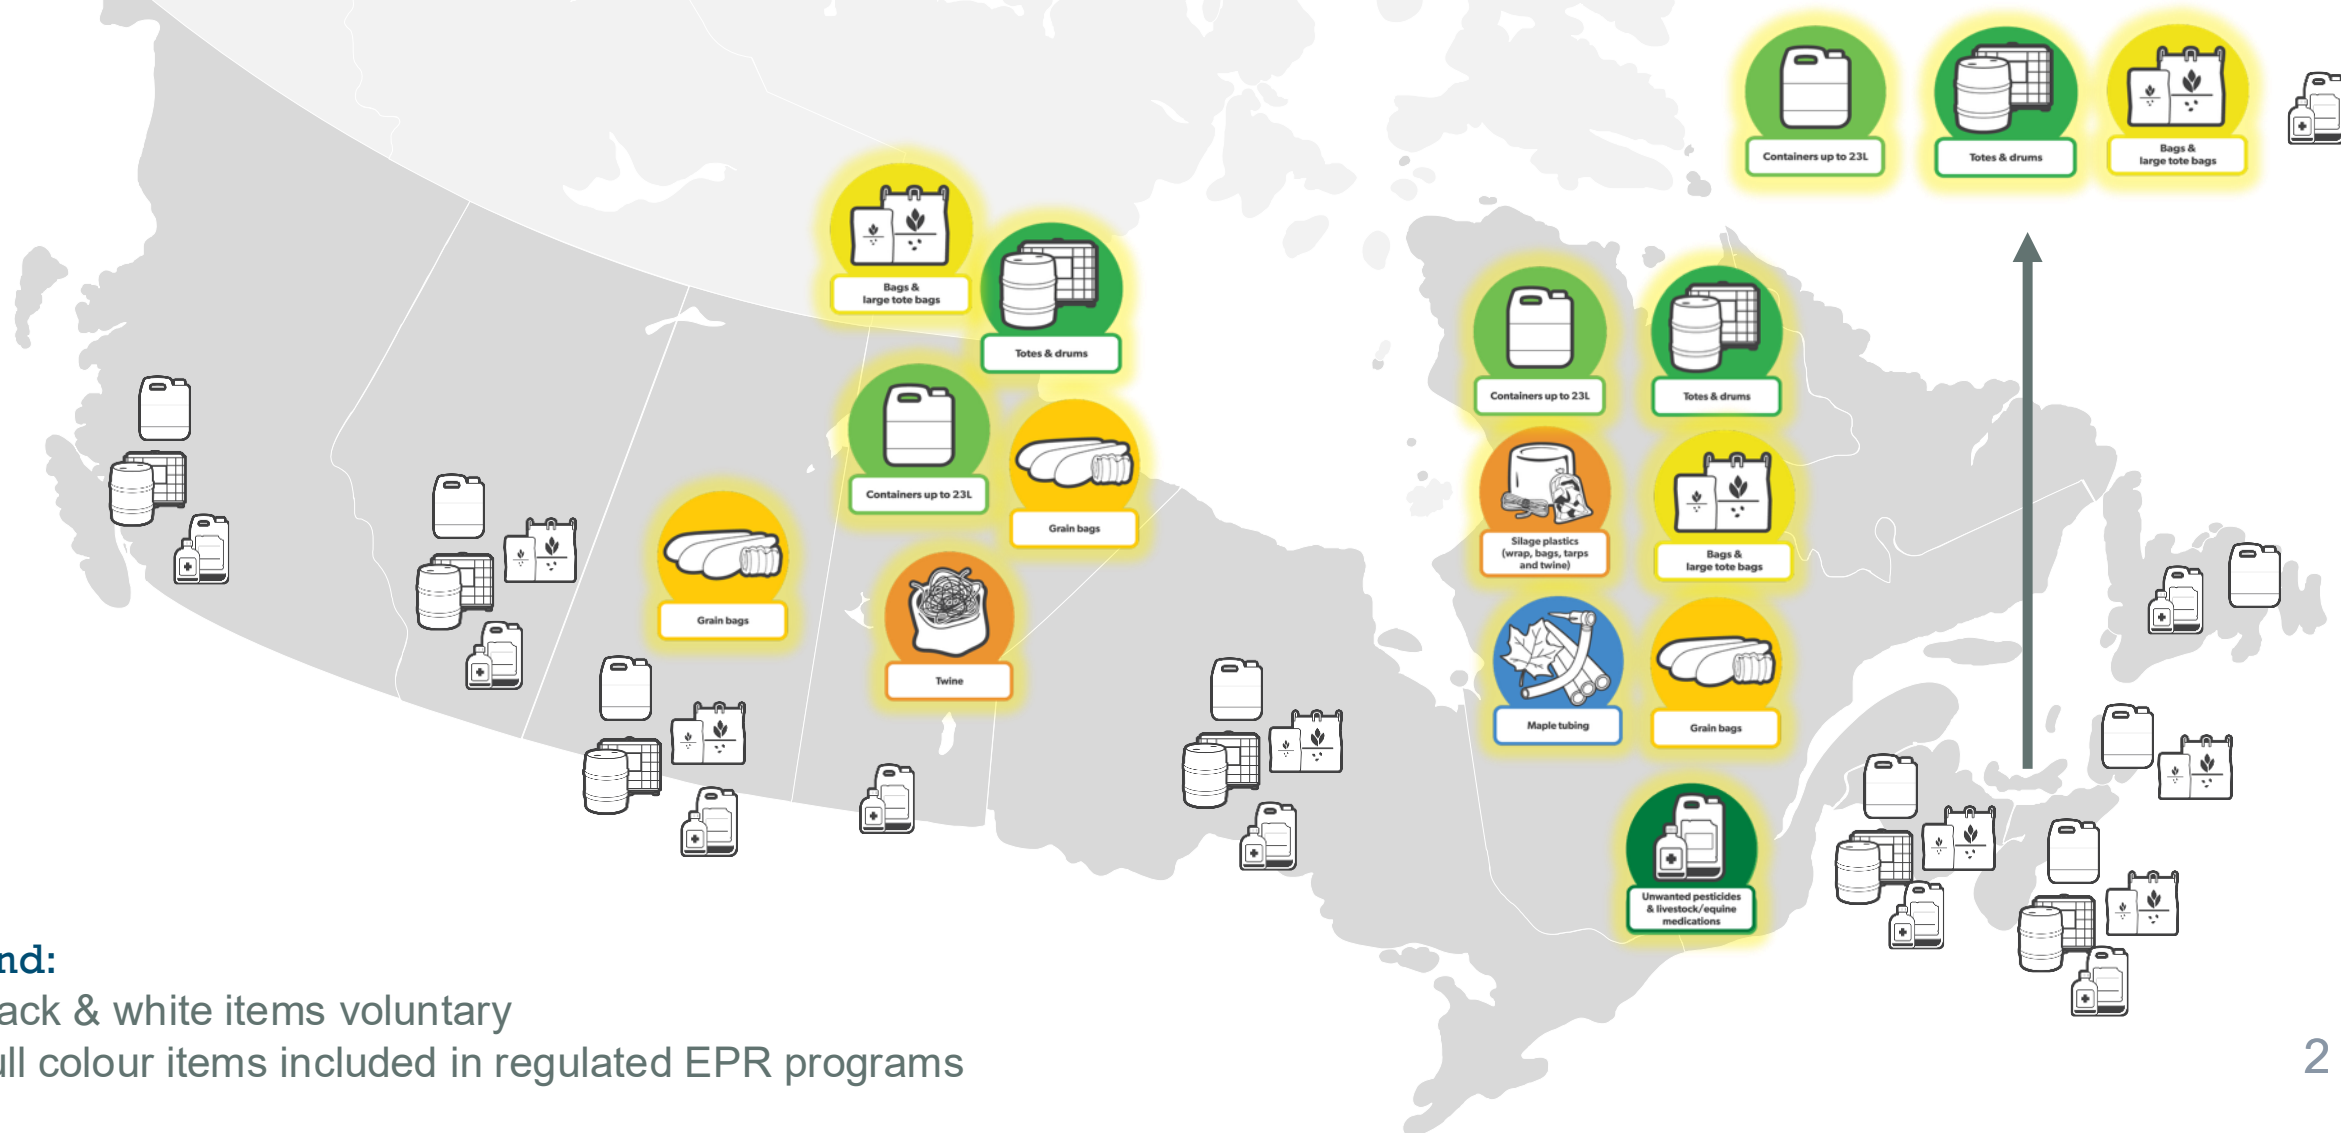 Containers up to 23L
Totes & drums
Bags &
large tote bags
Bags &
large tote bags
Totes & drums
Containers up to 23L
Grain bags
Grain bags
Twine
Containers up to 23L
Totes & drums
Silage plastics
(wrap, bags, tarps
and twine)
Bags &
large tote bags
Maple tubing
Grain bags
Unwanted pesticides
& livestock/equine
medications
nd:
ack & white items voluntary
ull colour items included in regulated EPR programs
2